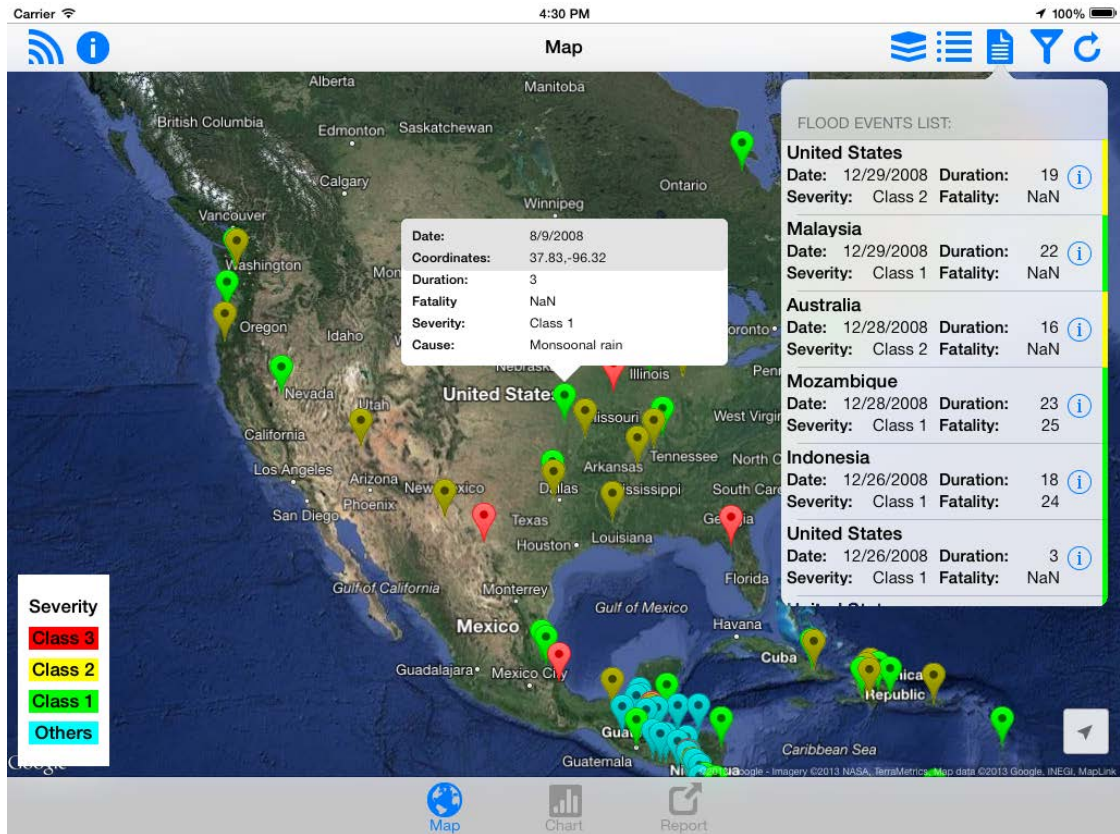 Carrier 4:30 PM 100%
Map
FLOOD EVENTS LIST:
United States
Date: 12/29/2008 Duration: 19
Severity: Class 2 Fatality: NaN
Malaysia
Date: 12/29/2008 Duration: 22
Severity: Class 1 Fatality: NaN
Australia
Date: 12/28/2008 Duration: 16
Severity: Class 2 Fatality: NaN
Mozambique
Date: 12/28/2008 Duration: 23
Severity: Class 1 Fatality: 25
Indonesia
Date: 12/26/2008 Duration: 18
Severity: Class 1 Fatality: 24
United States
Date: 12/26/2008 Duration: 3
Severity: Class 1 Fatality: NaN
Date: 8/9/2008
Coordinates: 37.83,-96.32
Duration: 3
Fatality NaN
Severity: Class 1
Cause: Monsoonal rain
Alberta
Manitoba
British Columbia
Edmonton
Saskatchewan
Calgary
Ontario
Winnipeg
Vancouver
Washington
Oregon
Idaho
Illinois
Nevada
Utah
United States
West Virgin
California
Tennessee
North C
Los Angeles
Arizona
Arkansas
Phoenix
South Car
San Diego
Texas
Houston
Louisiana
Florida
Gulf of California
Monterrey
Gulf of Mexico
Havana
Mexico
Cuba
Guadalajara
Mexico City
Republic
Guatemala
Caribbean Sea
Severity
Class 3
Class 2
Class 1
Others
Google - Imagery ©2013 NASA, TerraMetrics, Map data ©2013 Google, INEGI, MapLink
Map
Chart
Report